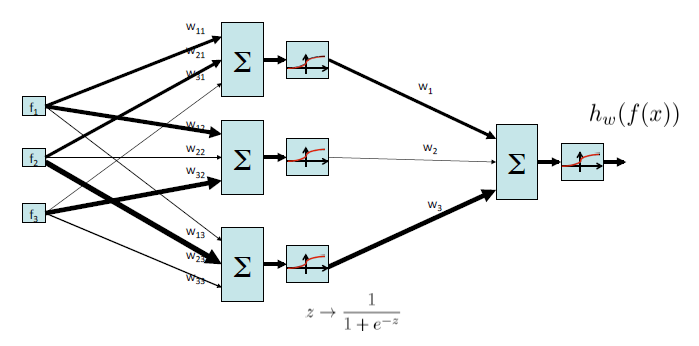 w₁₁
w₂₁
w₃₁
Σ
w₁
h_w(f(x))
f₁
w₁₂
w₂₂
w₃₂
Σ
w₂
Σ
f₂
f₃
w₃
w₁₃
w₂₃
w₃₃
Σ
z → 1 / (1 + e^{-z})